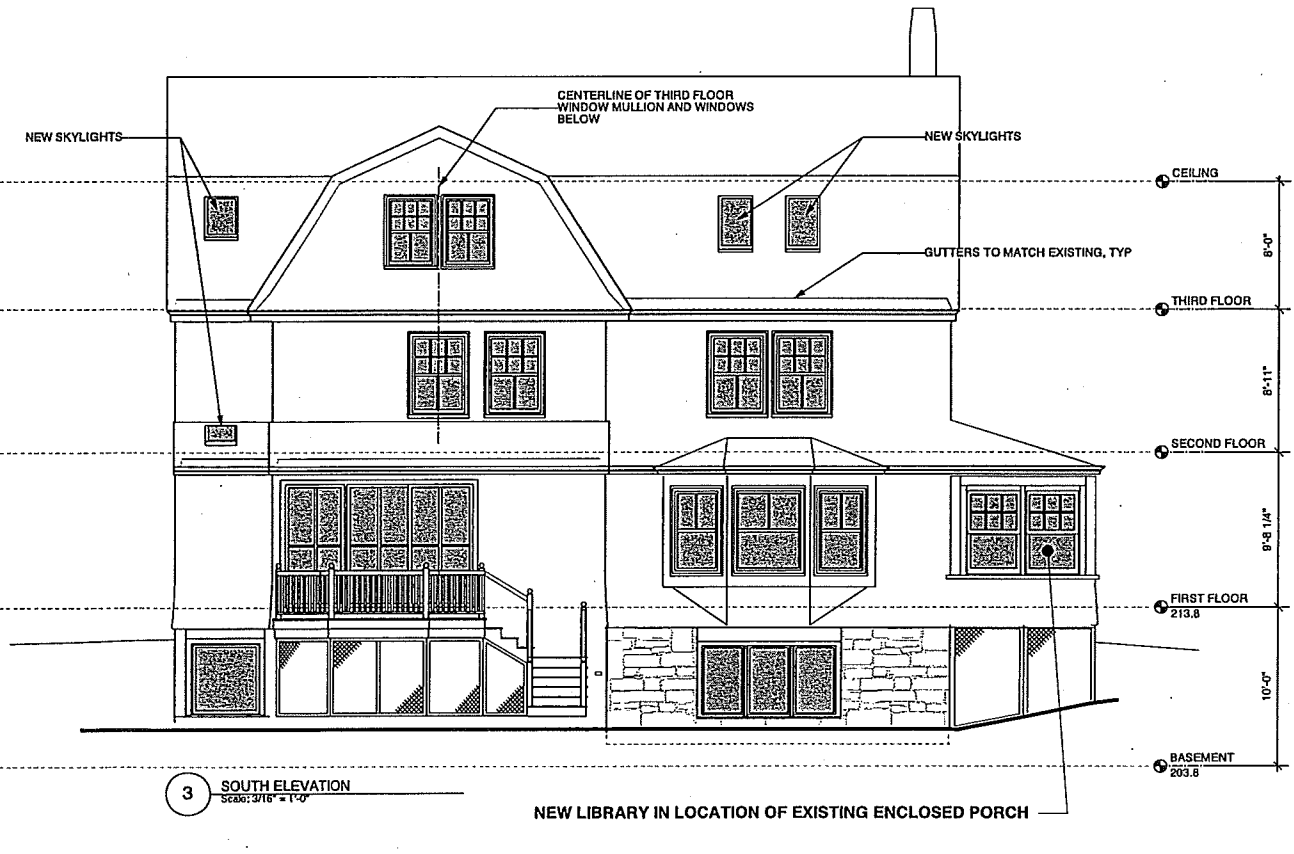 CENTERLINE OF THIRD FLOOR
WINDOW MULLION AND WINDOWS
BELOW
NEW SKYLIGHTS
NEW SKYLIGHTS
CEILING
8'-0"
GUTTERS TO MATCH EXISTING, TYP
THIRD FLOOR
8'-11"
SECOND FLOOR
9'-8 1/4"
FIRST FLOOR
213.8
10'-0"
BASEMENT
203.8
3
SOUTH ELEVATION
Scale: 3/16" = 1'-0"
NEW LIBRARY IN LOCATION OF EXISTING ENCLOSED PORCH